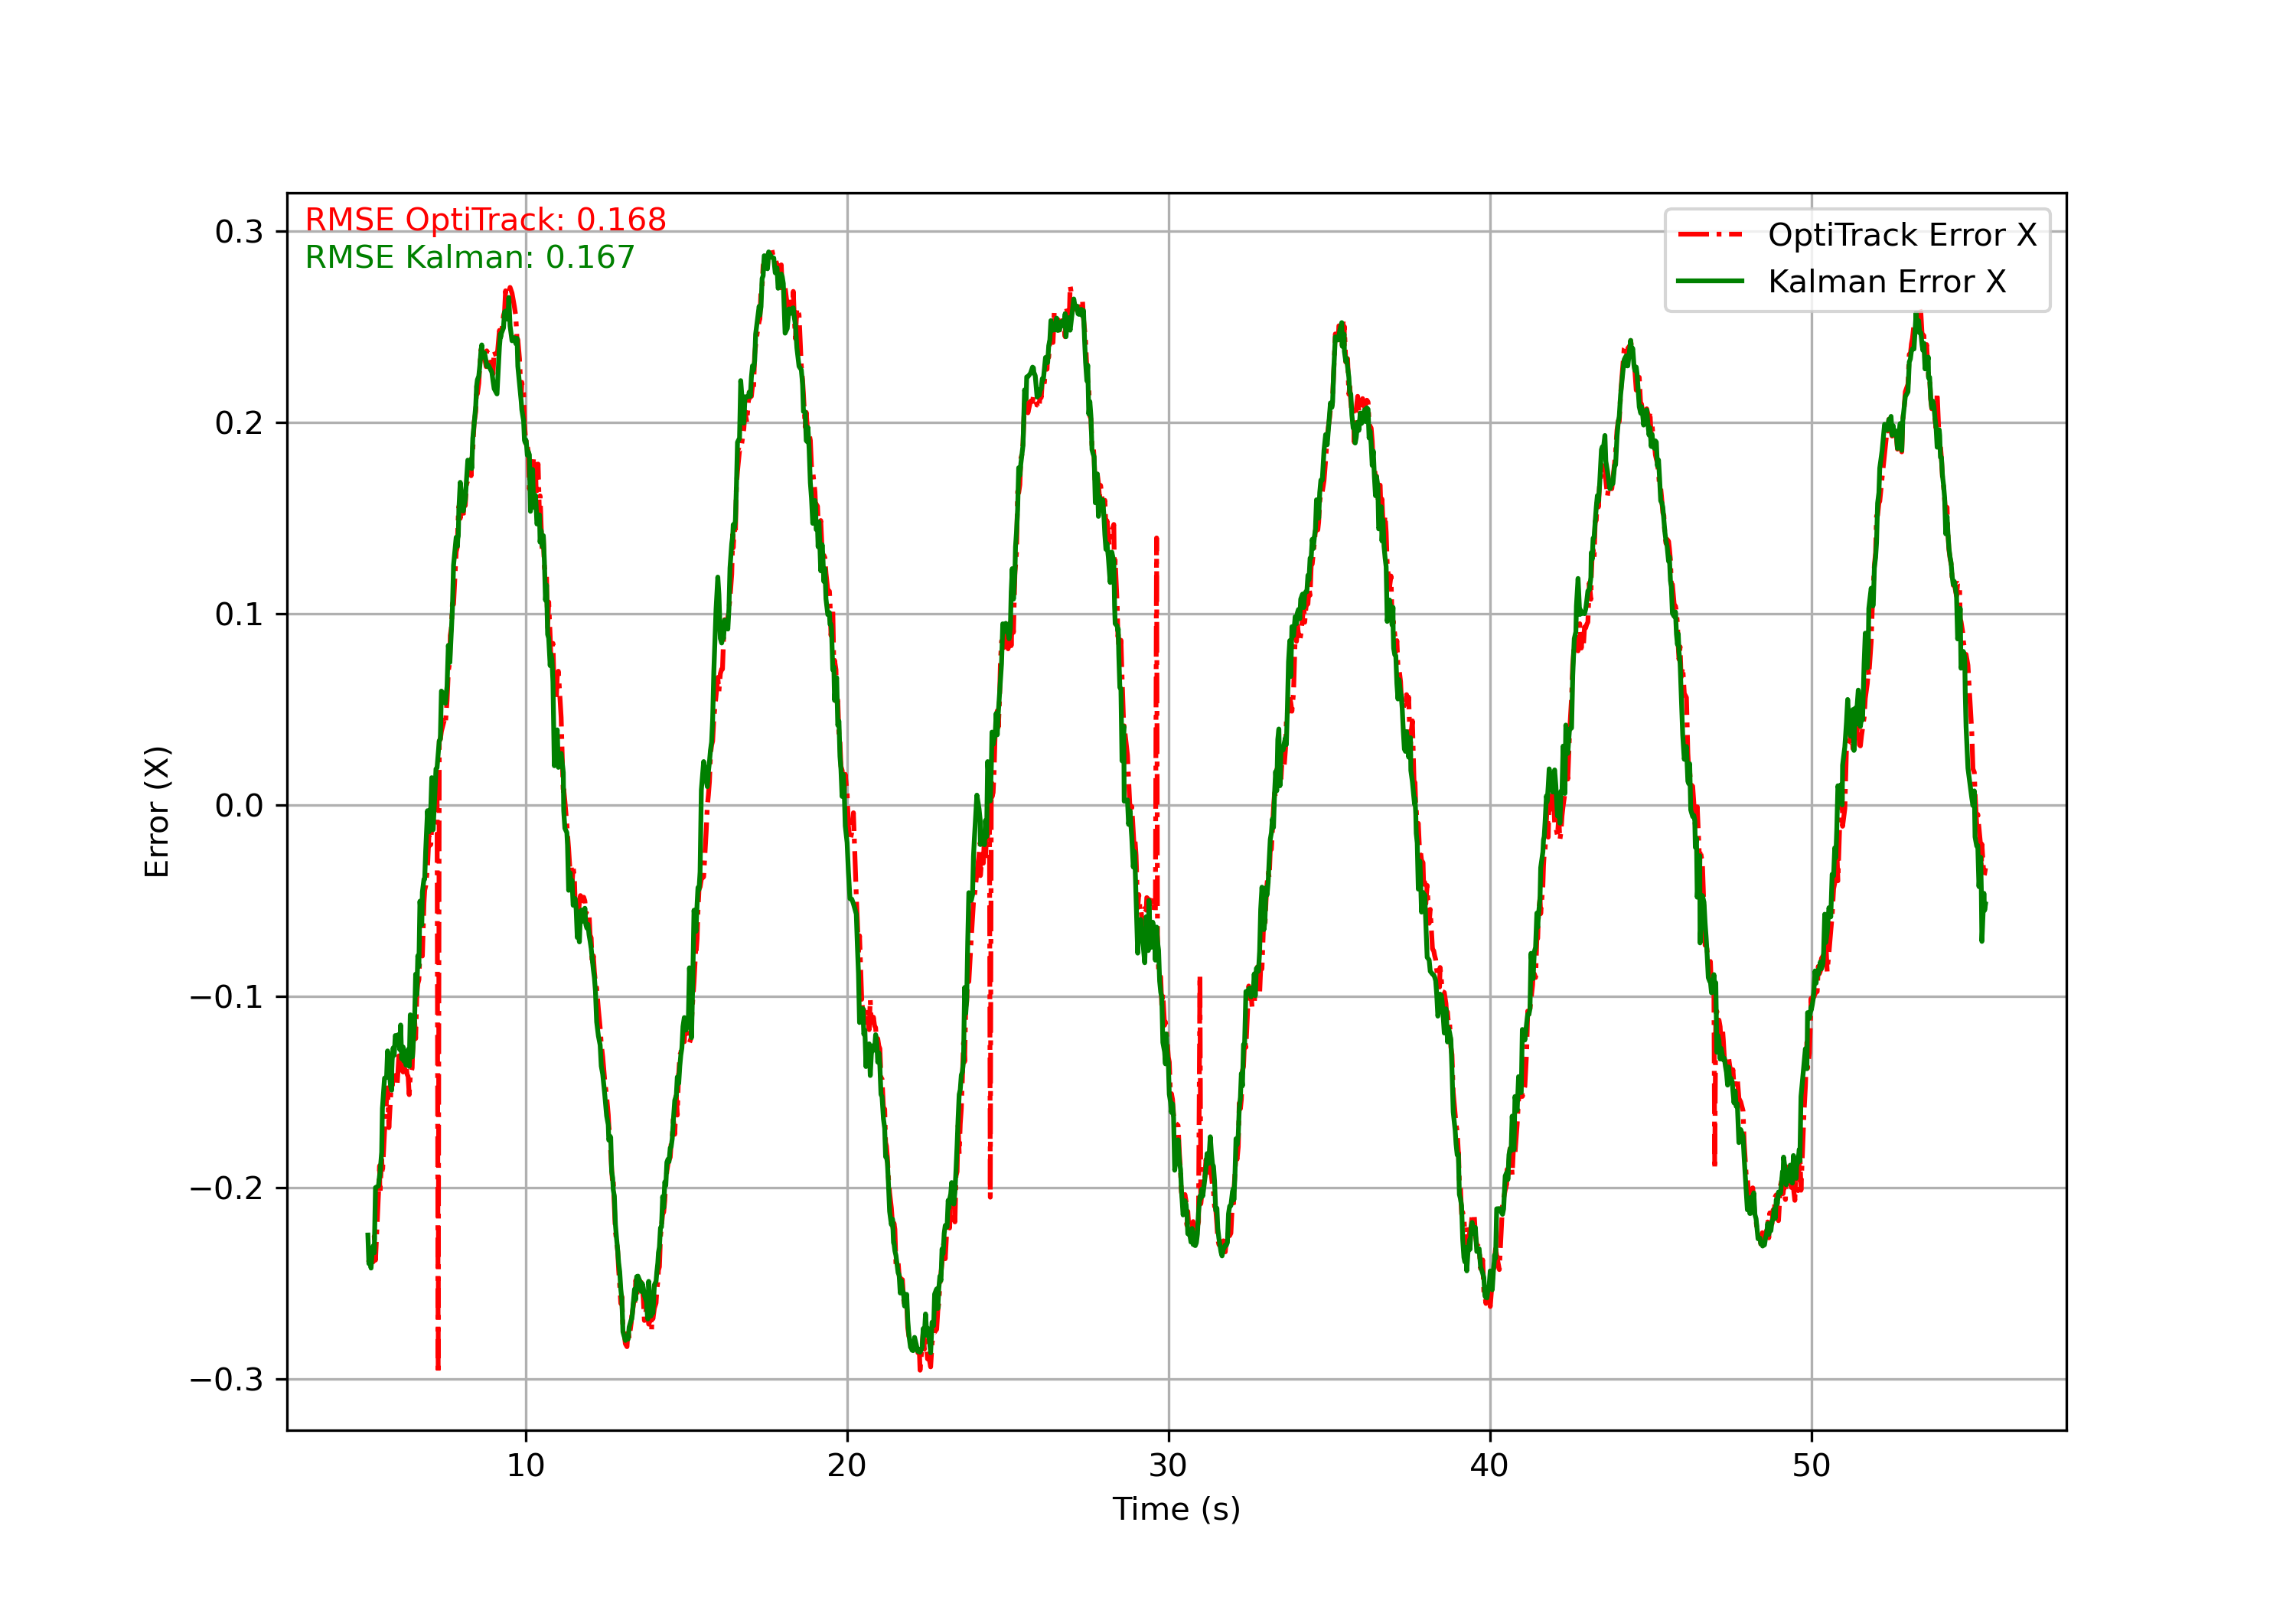 RMSE OptiTrack: 0.168
RMSE Kalman: 0.167
OptiTrack Error X
Kalman Error X
0.3
0.2
0.1
0.0
−0.1
−0.2
−0.3
Error (X)
10 20 30 40 50
Time (s)